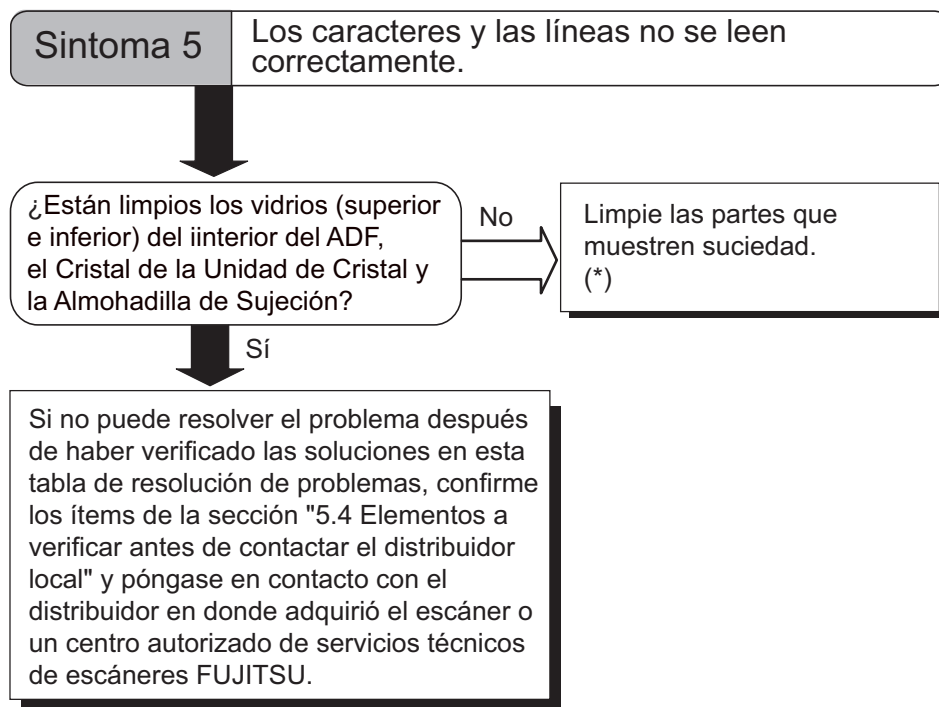 Sintoma 5
Los caracteres y las líneas no se leen
correctamente.
¿Están limpios los vidrios (superior
e inferior) del iinterior del ADF,
el Cristal de la Unidad de Cristal y
la Almohadilla de Sujeción?
No
Limpie las partes que
muestren suciedad.
(*)
Sí
Si no puede resolver el problema después
de haber verificado las soluciones en esta
tabla de resolución de problemas, confirme
los ítems de la sección "5.4 Elementos a
verificar antes de contactar el distribuidor
local" y póngase en contacto con el
distribuidor en donde adquirió el escáner o
un centro autorizado de servicios técnicos
de escáneres FUJITSU.